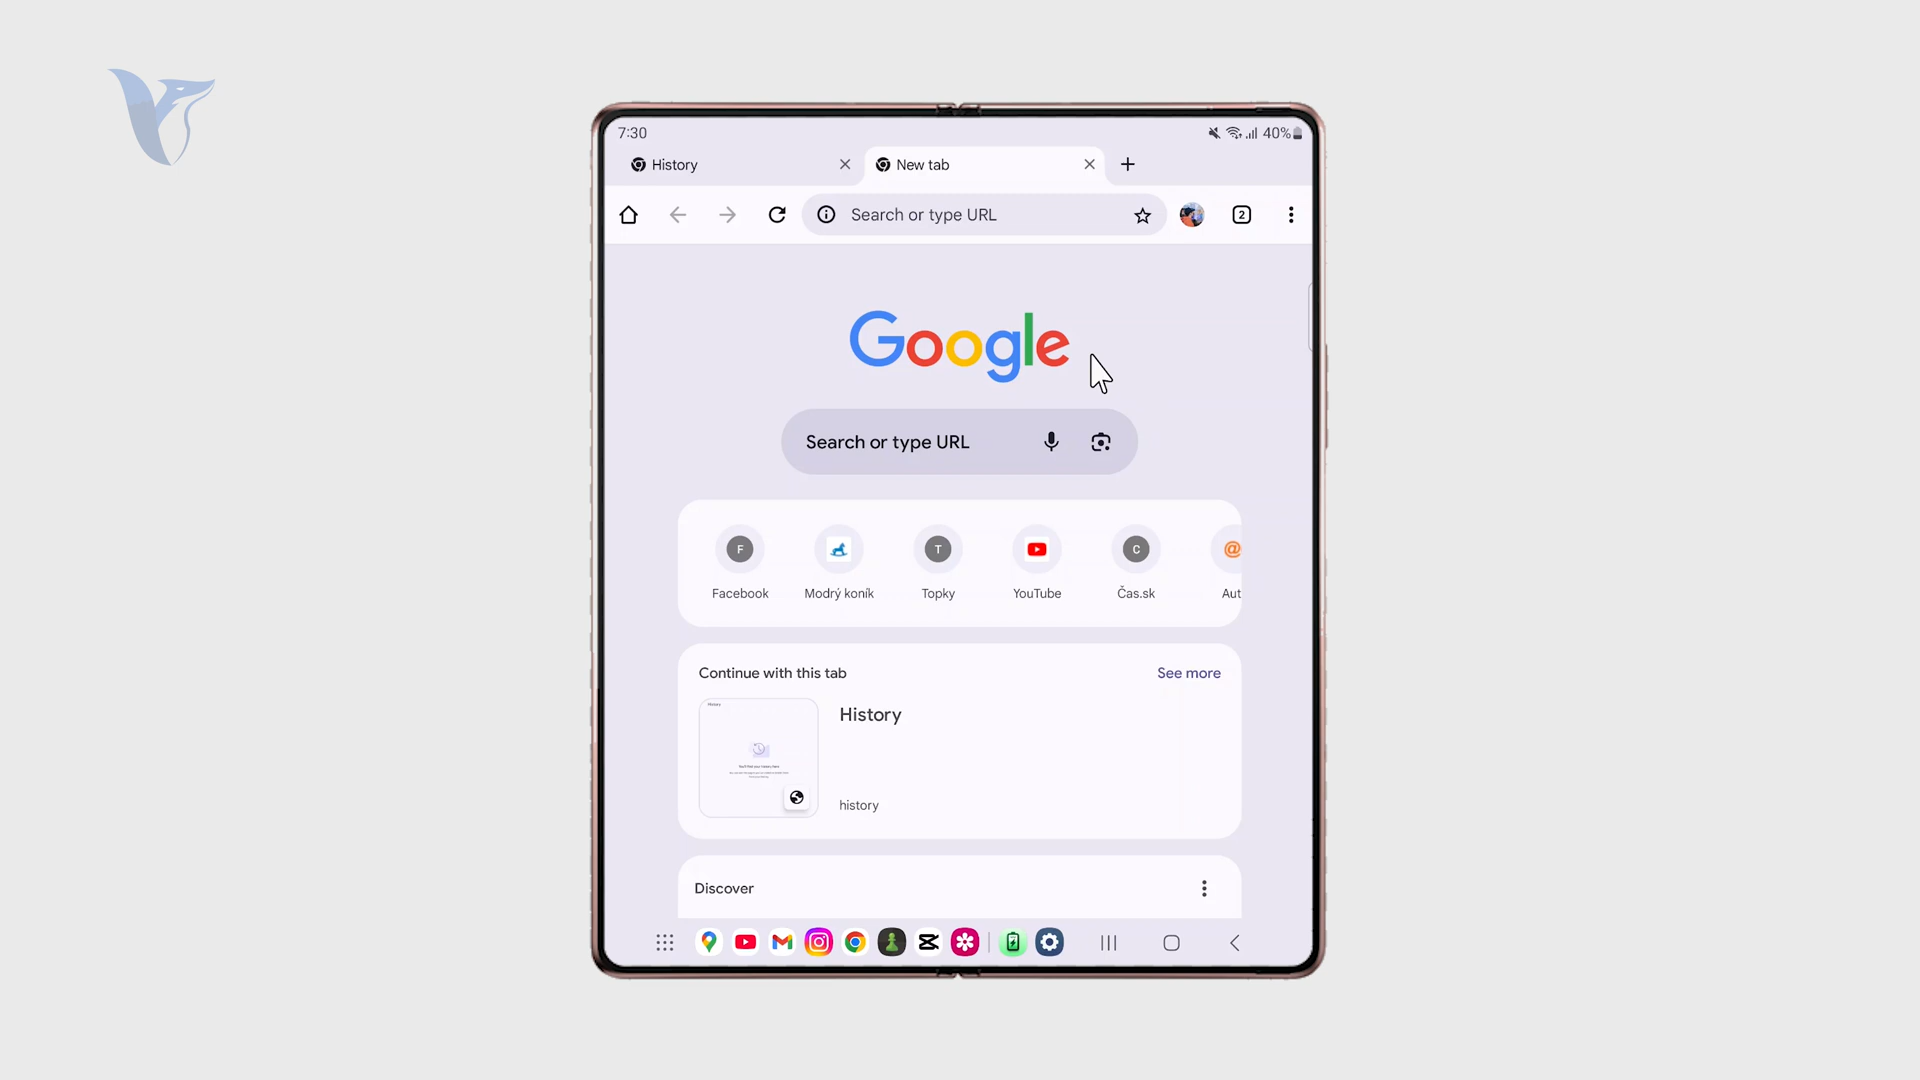 7:30
40%
History
New tab
Search or type URL
2
Google
Search or type URL
F
T
C
@
Facebook
Modrý koník
Topky
YouTube
Čas.sk
Aut
Continue with this tab
See more
History
History
history
Discover